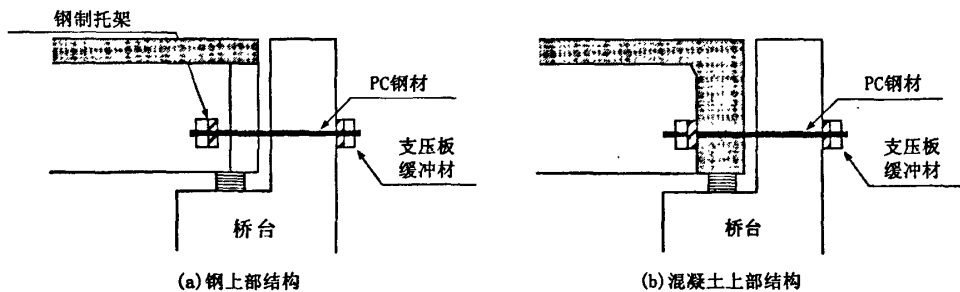 钢制托架
PC钢材
支压板
缓冲材
桥台
(a)钢上部结构
PC钢材
支压板
缓冲材
桥台
(b)混凝土上部结构